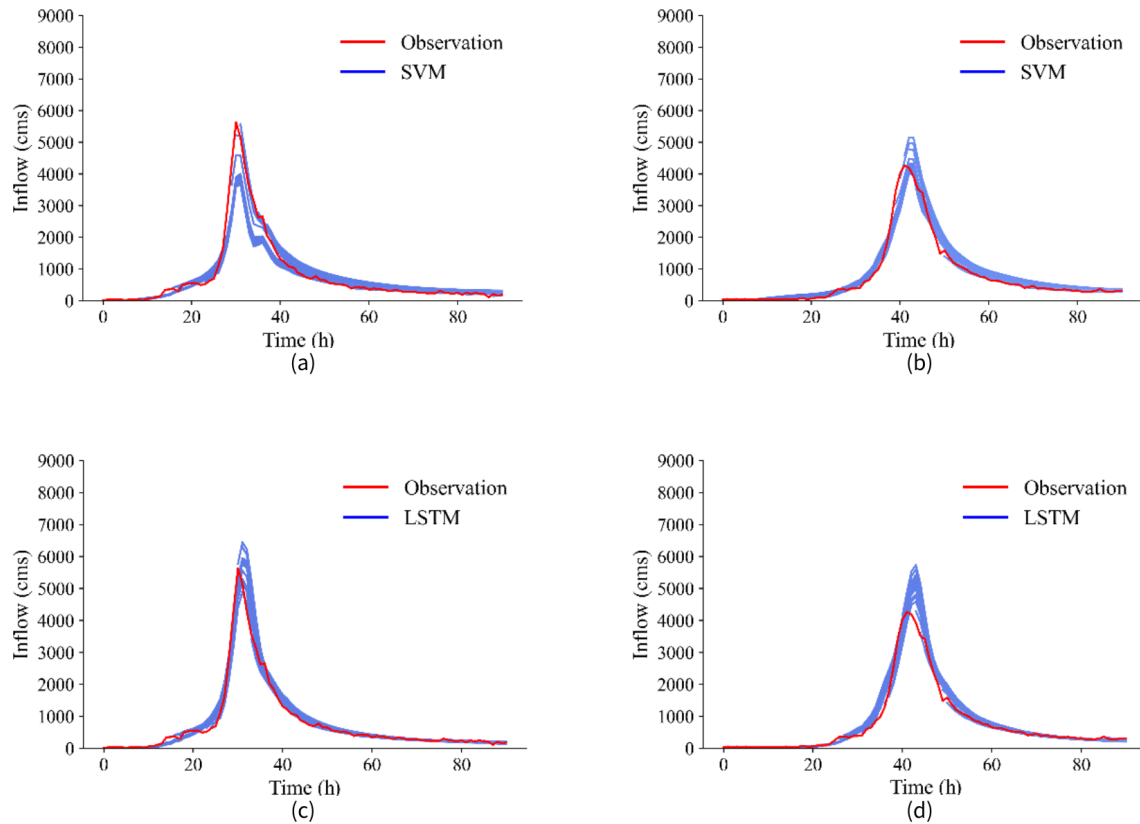 9000
8000
7000
6000
5000
4000
3000
2000
1000
0
Inflow (cms)
Observation
SVM
0 20 40 60 80
Time (h)
(a)
9000
8000
7000
6000
5000
4000
3000
2000
1000
0
Inflow (cms)
Observation
SVM
0 20 40 60 80
Time (h)
(b)
9000
8000
7000
6000
5000
4000
3000
2000
1000
0
Inflow (cms)
Observation
LSTM
0 20 40 60 80
Time (h)
(c)
9000
8000
7000
6000
5000
4000
3000
2000
1000
0
Inflow (cms)
Observation
LSTM
0 20 40 60 80
Time (h)
(d)